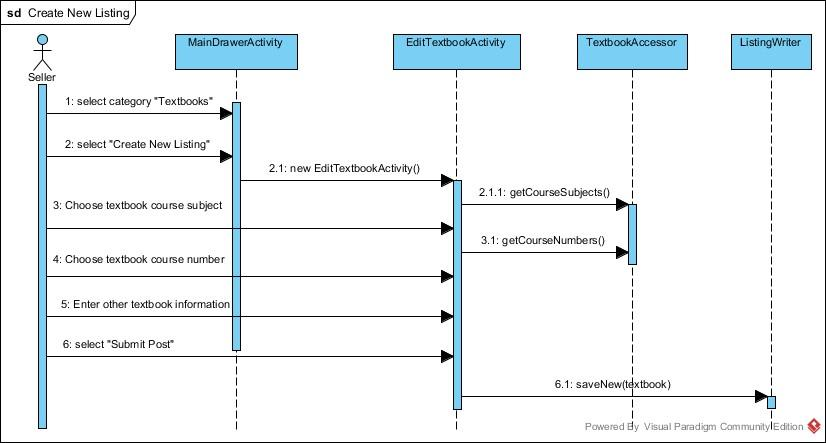 sd Create New Listing
MainDrawerActivity
EditTextbookActivity
TextbookAccessor
ListingWriter
Seller
1: select category "Textbooks"
2: select "Create New Listing"
2.1: new EditTextbookActivity()
2.1.1: getCourseSubjects()
3: Choose textbook course subject
3.1: getCourseNumbers()
4: Choose textbook course number
5: Enter other textbook information
6: select "Submit Post"
6.1: saveNew(textbook)
Powered By Visual Paradigm Community Edition